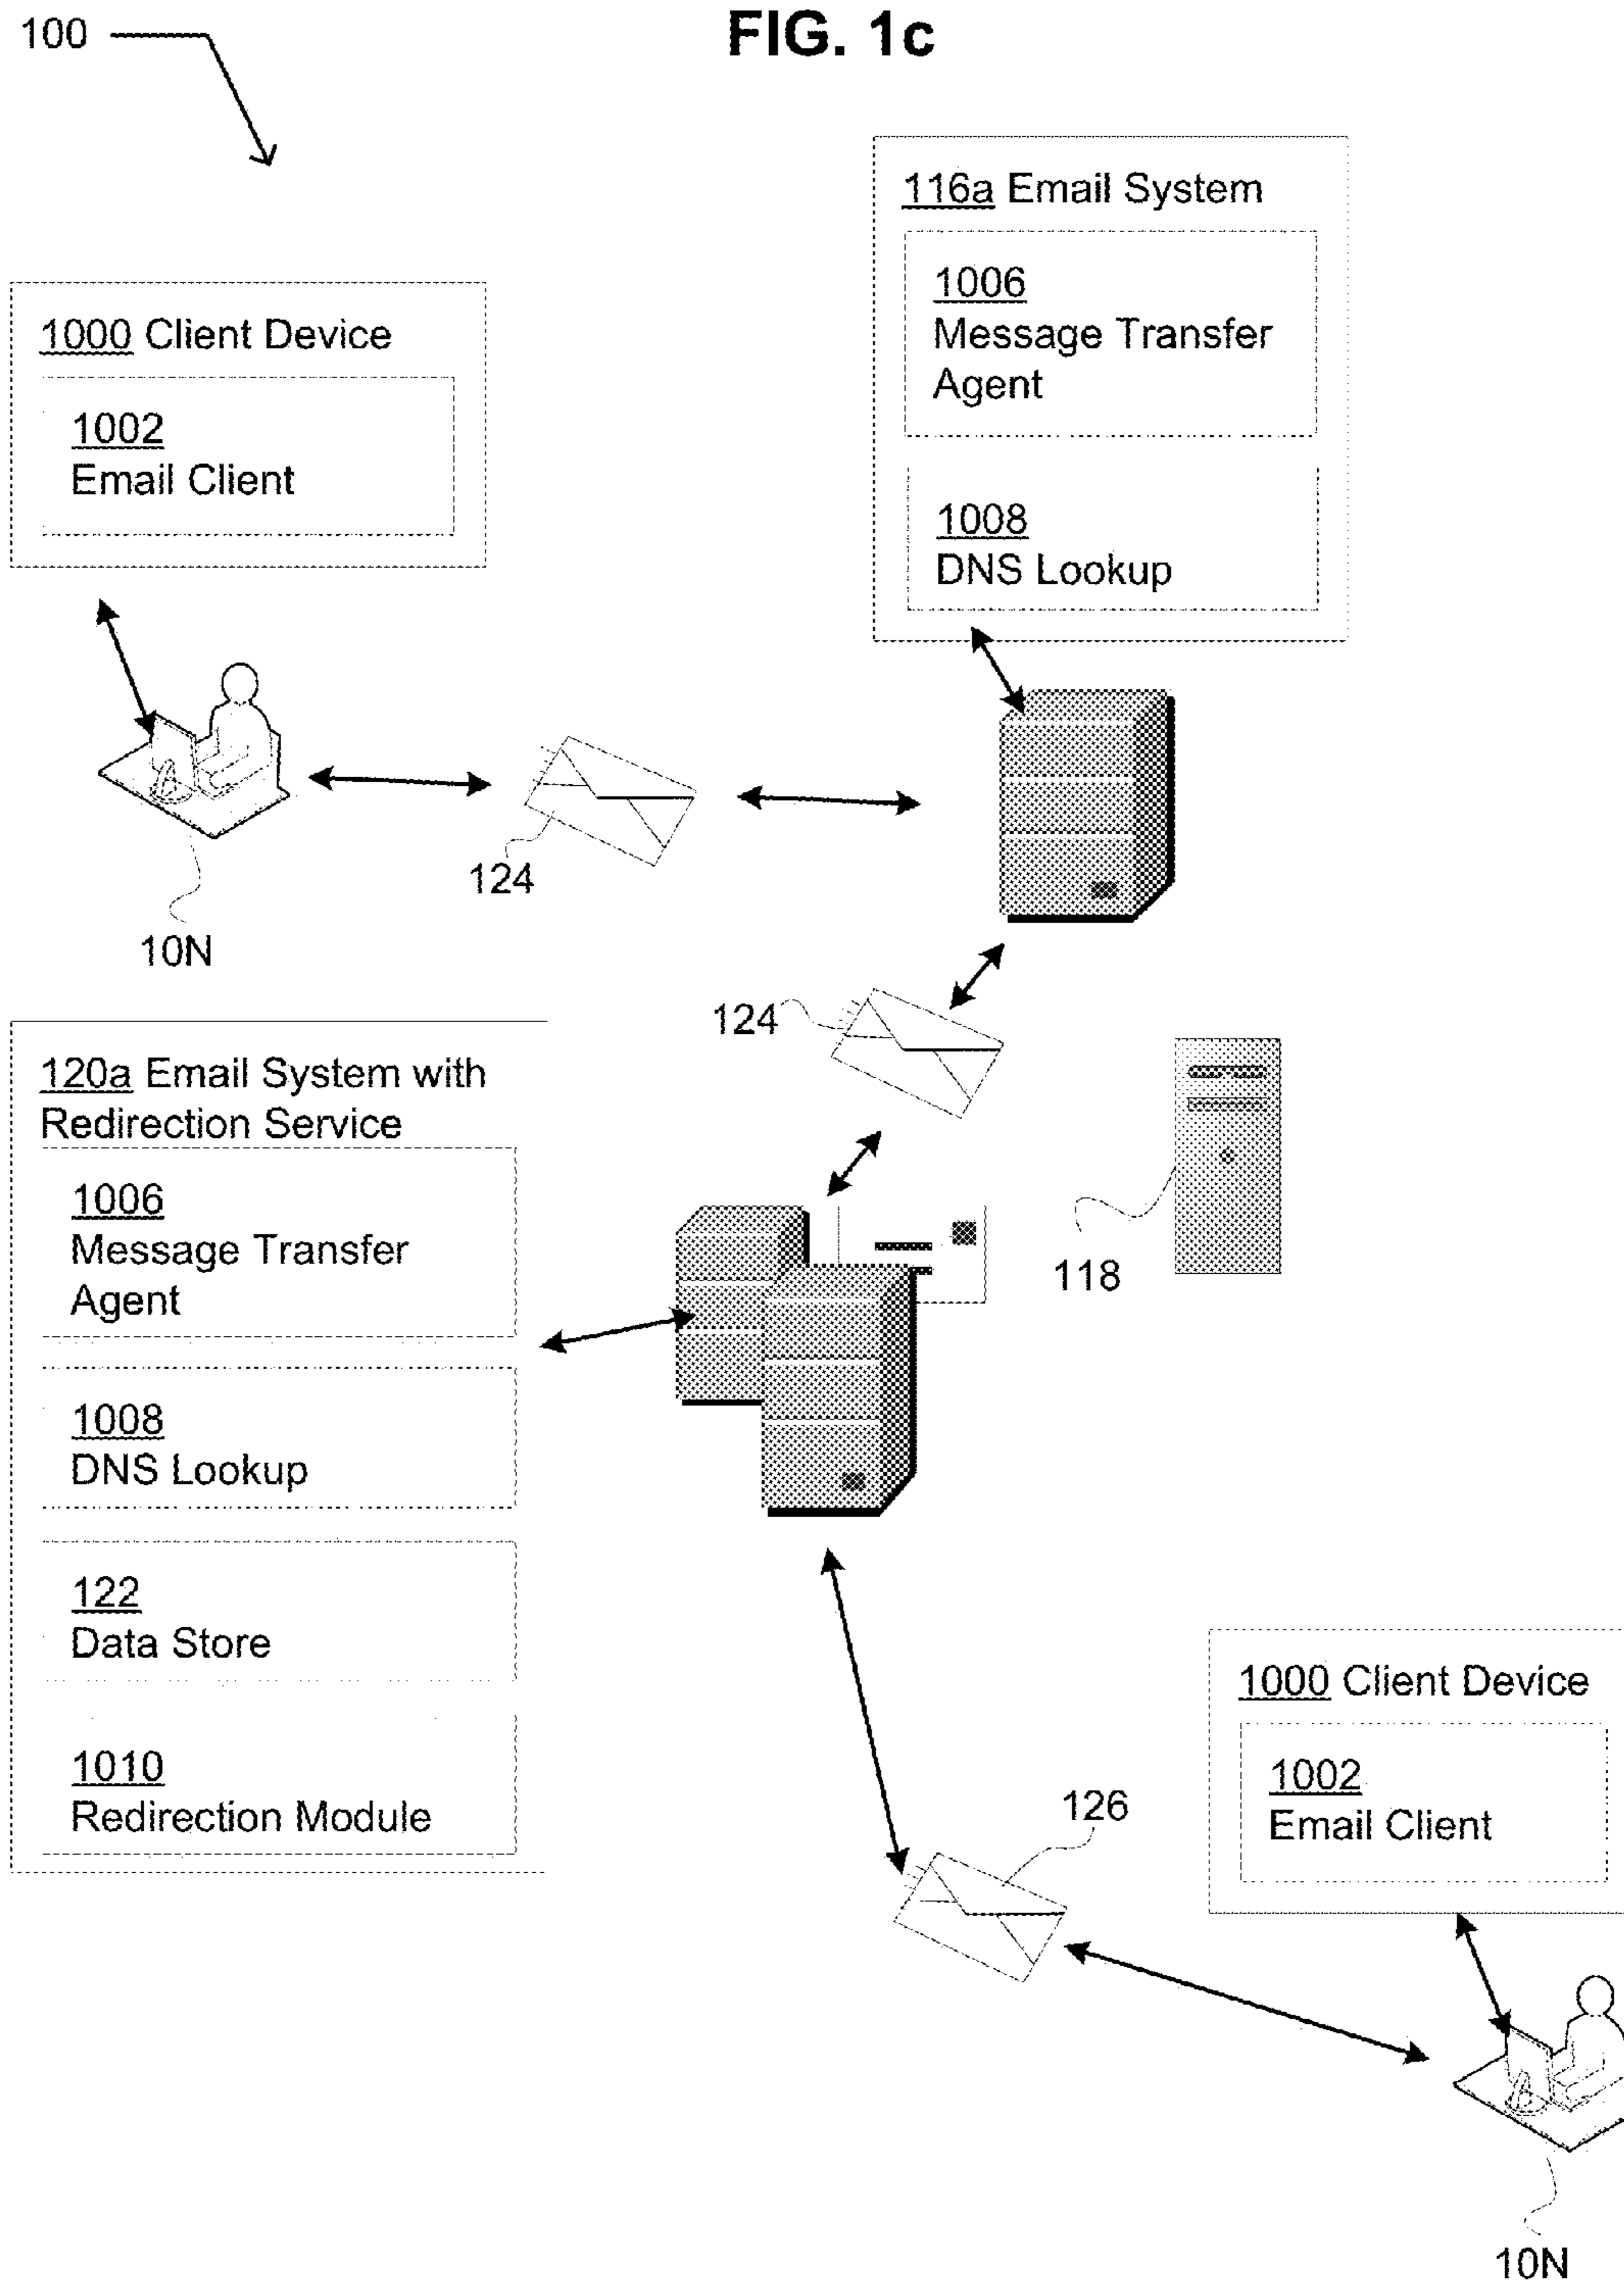 FIG. 1c
100
116a Email System
1006
Message Transfer
Agent
1008
DNS Lookup
1000 Client Device
1002
Email Client
124
10N
124
118
120a Email System with
Redirection Service
1006
Message Transfer
Agent
1008
DNS Lookup
122
Data Store
1010
Redirection Module
1000 Client Device
1002
Email Client
126
10N